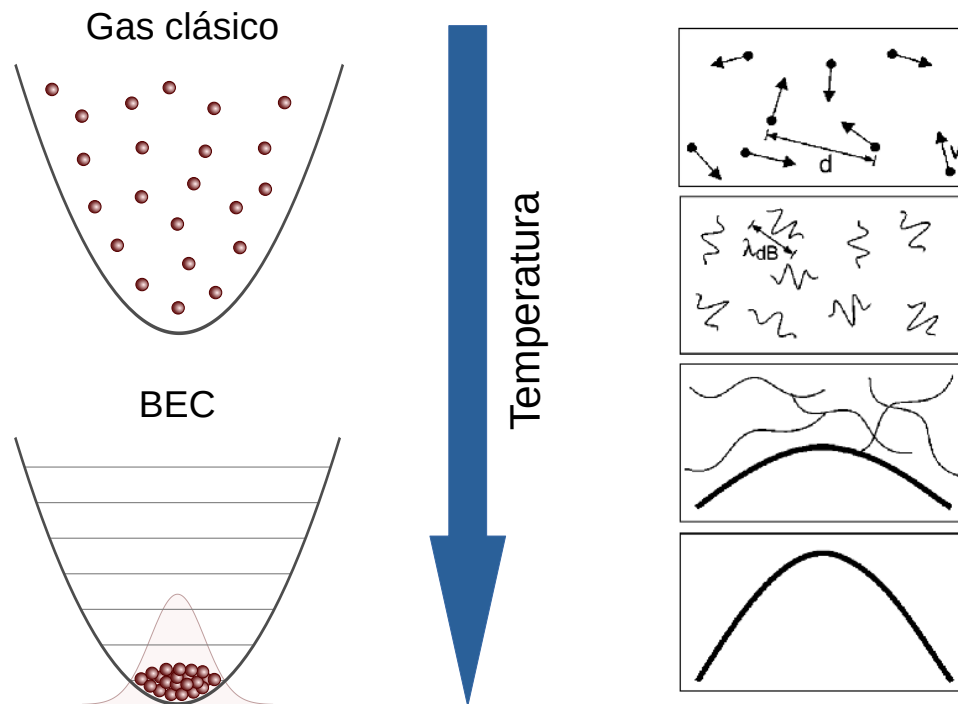 Gas clásico
BEC
Temperatura
d
v
λdB